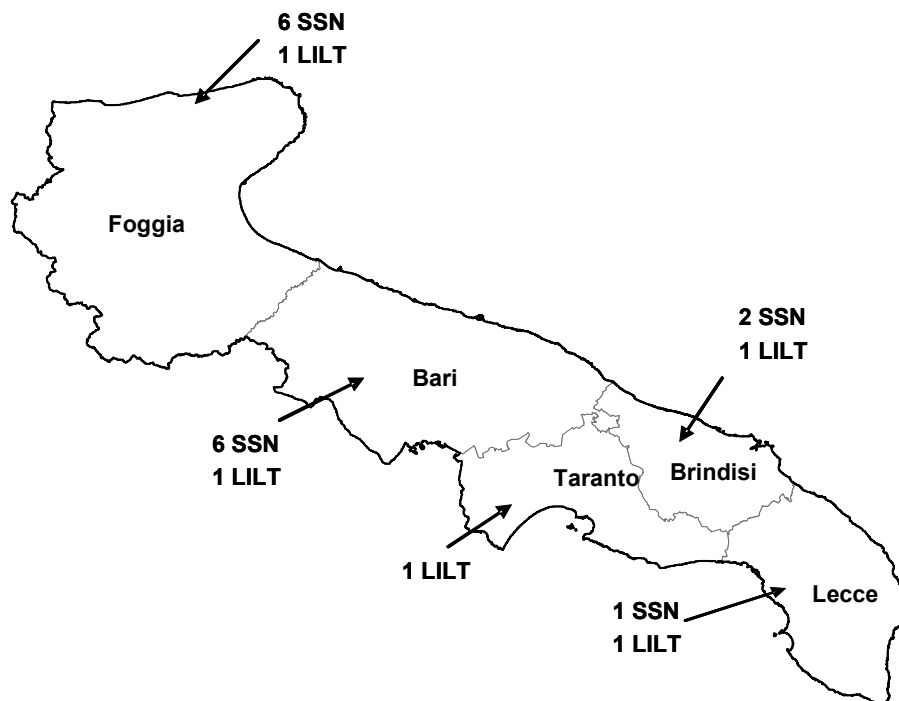 6 SSN
1 LILT
Foggia
2 SSN
1 LILT
Bari
6 SSN
1 LILT
Taranto
Brindisi
1 LILT
Lecce
1 SSN
1 LILT